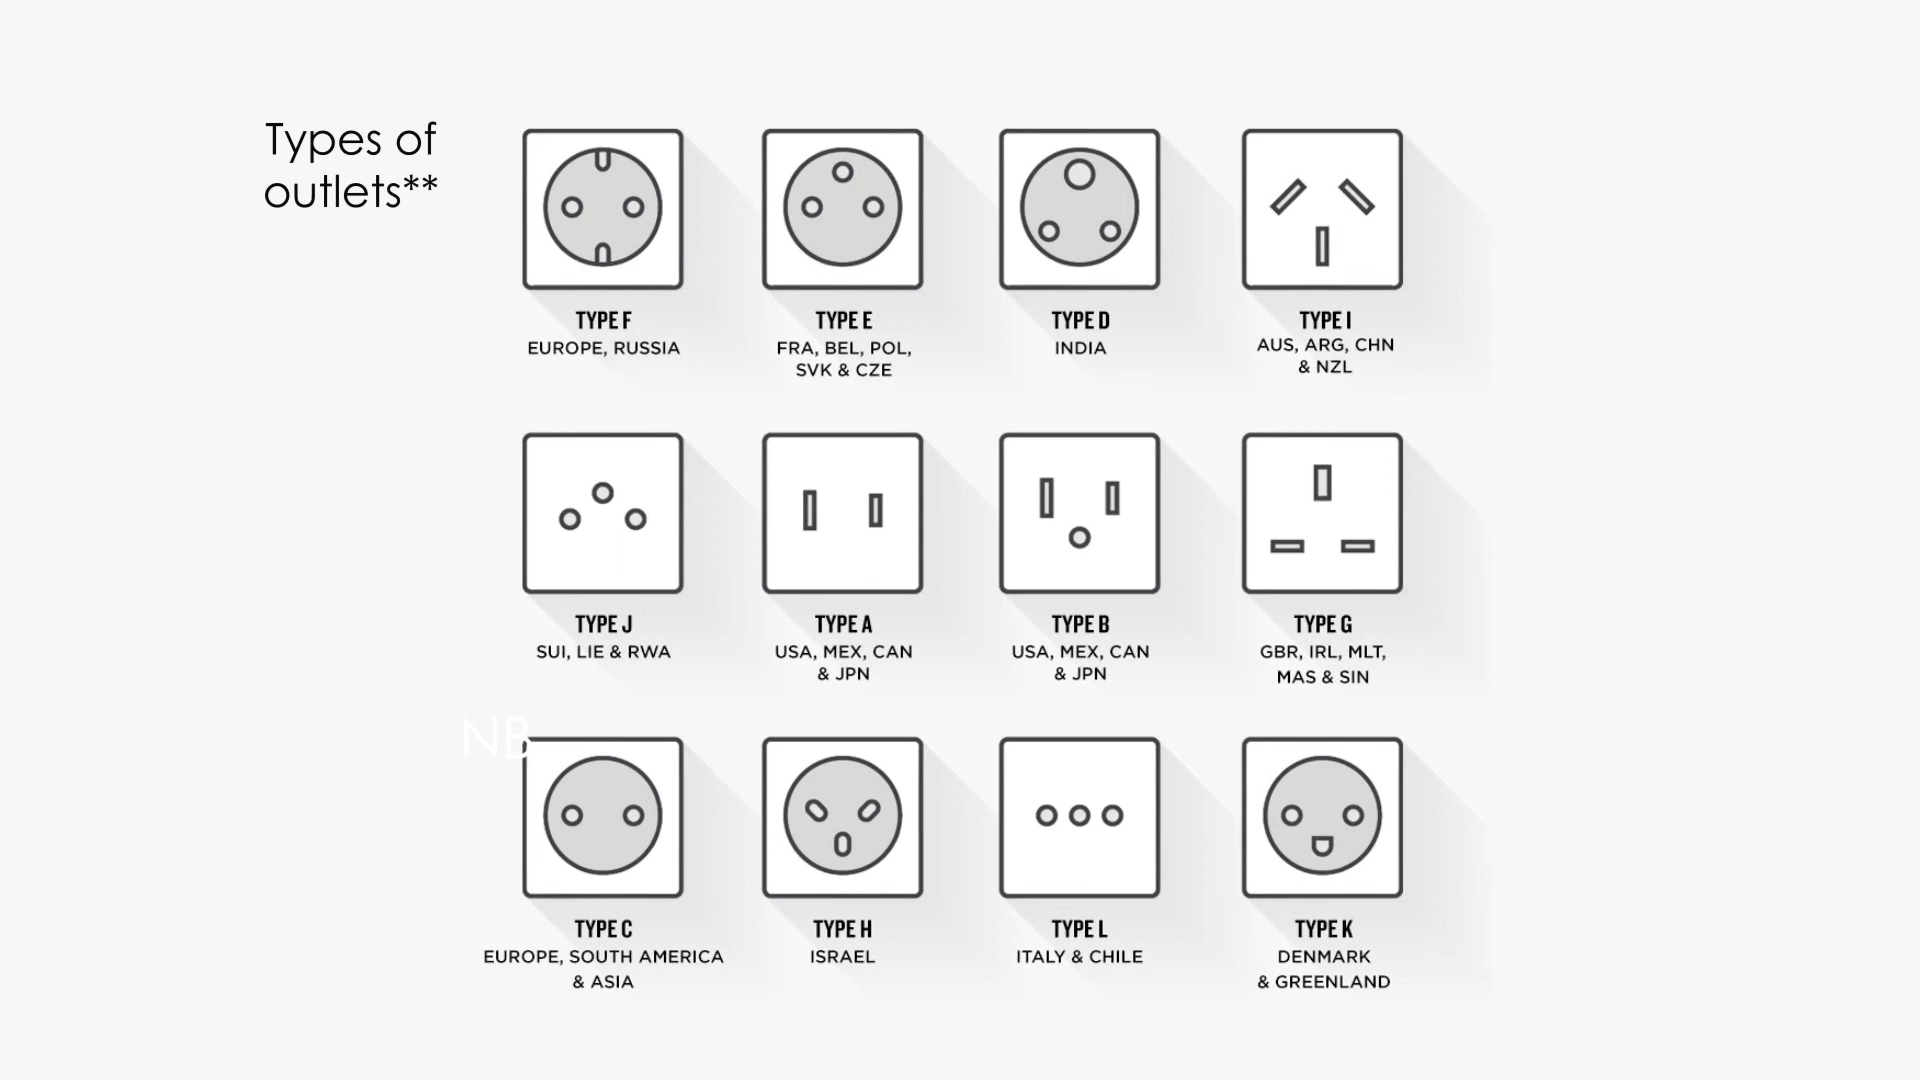 Types of
outlets**
TYPE F
EUROPE, RUSSIA
TYPE E
FRA, BEL, POL,
SVK & CZE
TYPE D
INDIA
TYPE I
AUS, ARG, CHN
& NZL
TYPE J
SUI, LIE & RWA
TYPE A
USA, MEX, CAN
& JPN
TYPE B
USA, MEX, CAN
& JPN
TYPE G
GBR, IRL, MLT,
MAS & SIN
NB
TYPE C
EUROPE, SOUTH AMERICA
& ASIA
TYPE H
ISRAEL
TYPE L
ITALY & CHILE
TYPE K
DENMARK
& GREENLAND